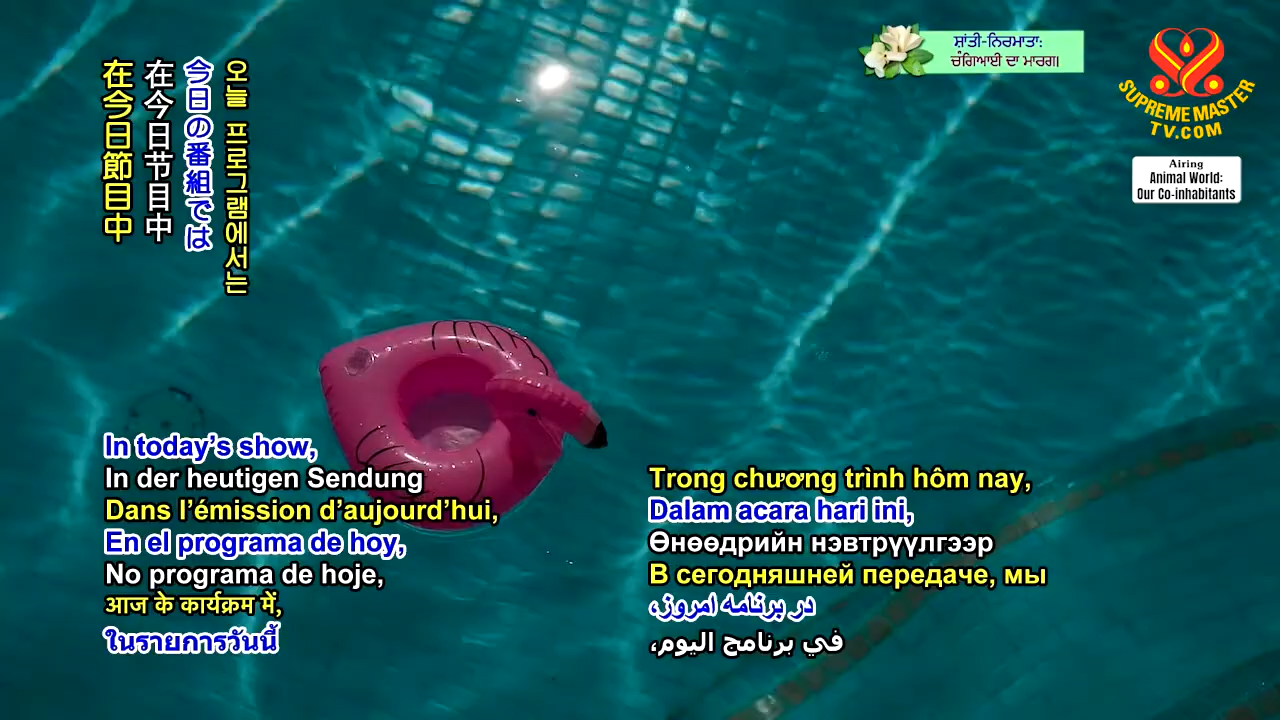 在今日節目中
在今日节目中
今日の番組では
오늘 프로그램에서는
ਸ਼ਾਂਤੀ-ਨਿਰਮਾਤਾ:
ਚੰਗਿਆਈ ਦਾ ਮਾਰਗ।
SUPREME MASTER
TV.COM
Airing
Animal World:
Our Co-inhabitants
In today's show,
In der heutigen Sendung
Dans l'émission d'aujourd'hui,
En el programa de hoy,
No programa de hoje,
आज के कार्यक्रम में,
ในรายการวันนี้
Trong chương trình hôm nay,
Dalam acara hari ini,
Өнөөдрийн нэвтрүүлгээр
В сегодняшней передаче, мы
در برنامه امروز،
في برنامج اليوم،